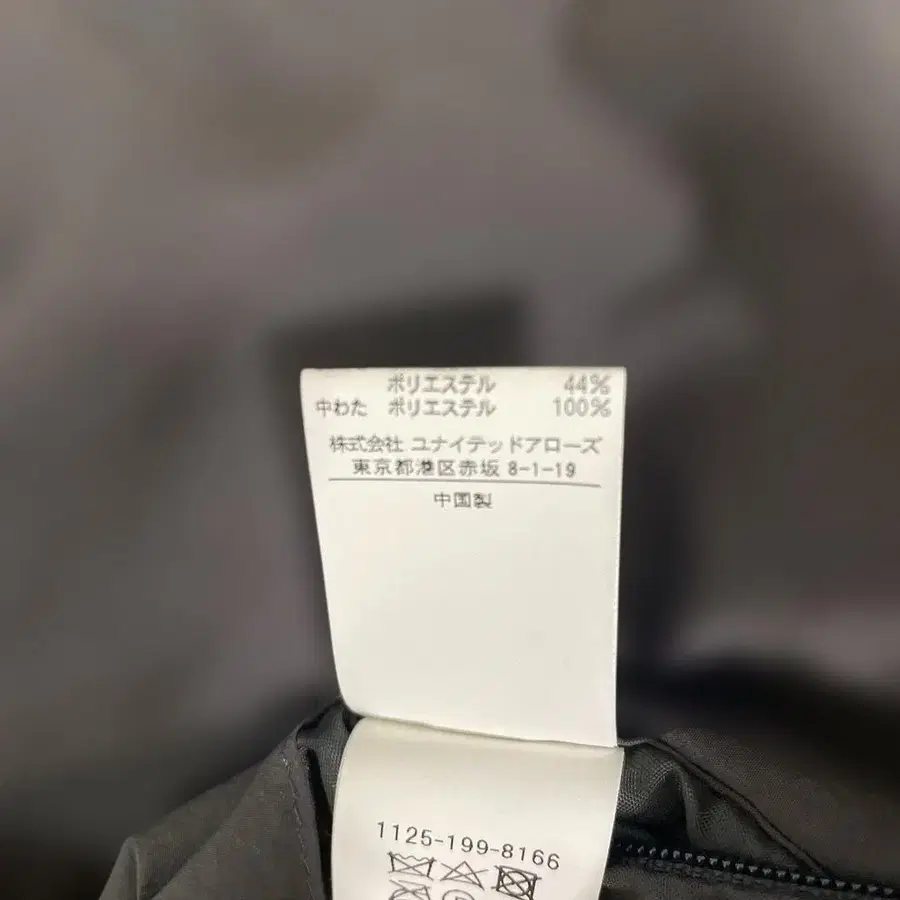 ポリエステル 44%
中わた ポリエステル 100%
株式会社 ユナイテッドアローズ
東京都港区赤坂 8-1-19
中国製
1125-199-8166